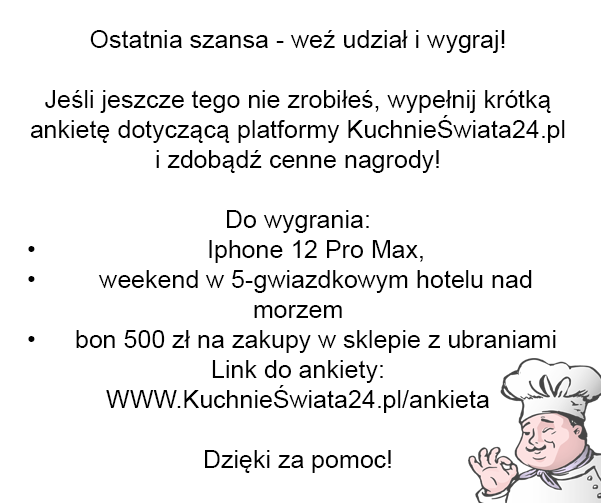 Ostatnia szansa - weź udział i wygraj!
Jeśli jeszcze tego nie zrobiłeś, wypełnij krótką
ankietę dotyczącą platformy KuchnieŚwiata24.pl
i zdobądź cenne nagrody!
Do wygrania:
• Iphone 12 Pro Max,
• weekend w 5-gwiazdkowym hotelu nad
morzem
• bon 500 zł na zakupy w sklepie z ubraniami
Link do ankiety:
WWW.KuchnieŚwiata24.pl/ankieta
Dzięki za pomoc!